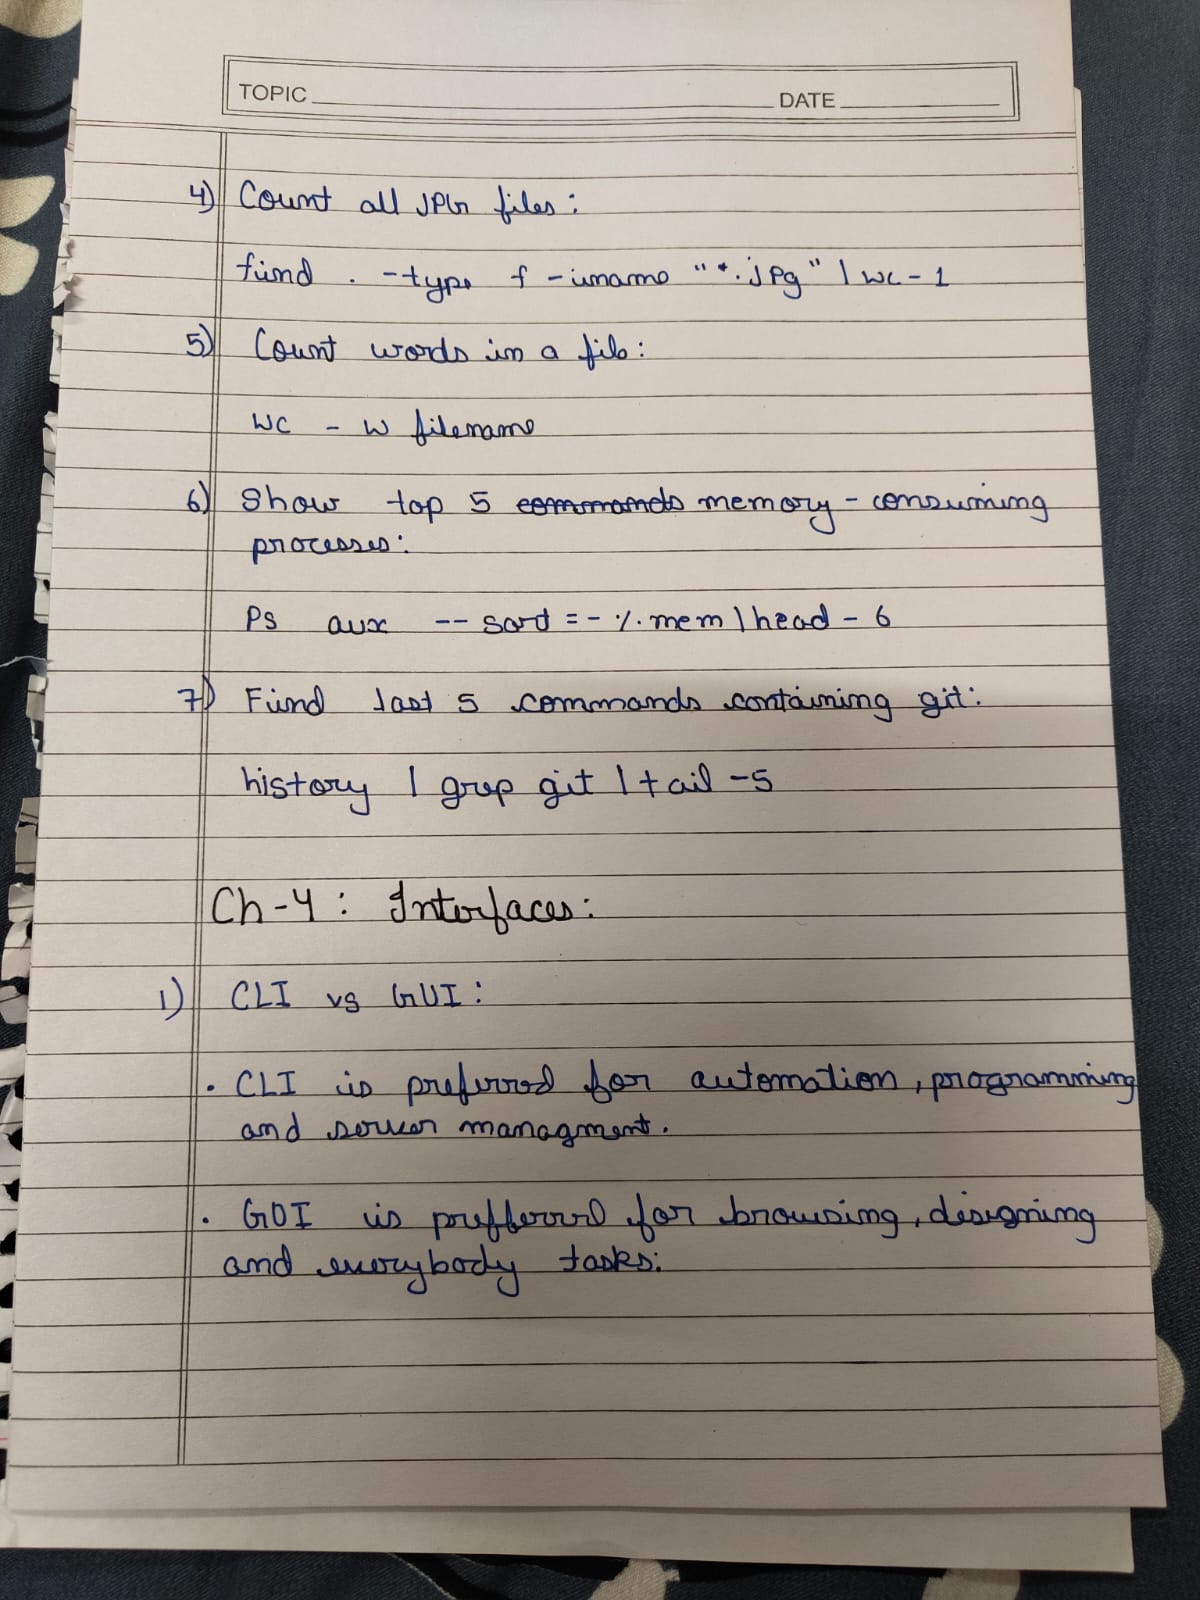 TOPIC DATE
4) Count all JPG files:
find . -type f -iname "*.jpg" | wc -1
5) Count words in a file:
wc - w filename
6) Show top 5 commands memory - consuming
processes:
Ps aux -- sort = - %mem | head - 6
7) Find last 5 commands containing git:
history | grep git | tail -5
Ch-4: Interfaces:
1) CLI vs GUI:
• CLI is preferred for automation, programming
and server managment.
• GUI is prefferred for browsing, designing
and everybody tasks.